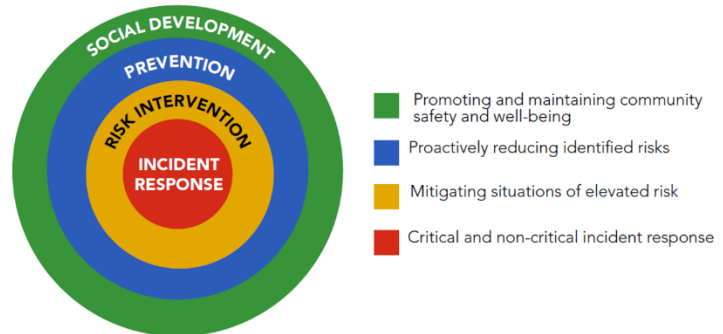 SOCIAL DEVELOPMENT
PREVENTION
RISK INTERVENTION
INCIDENT
RESPONSE
Promoting and maintaining community
safety and well-being
Proactively reducing identified risks
Mitigating situations of elevated risk
Critical and non-critical incident response